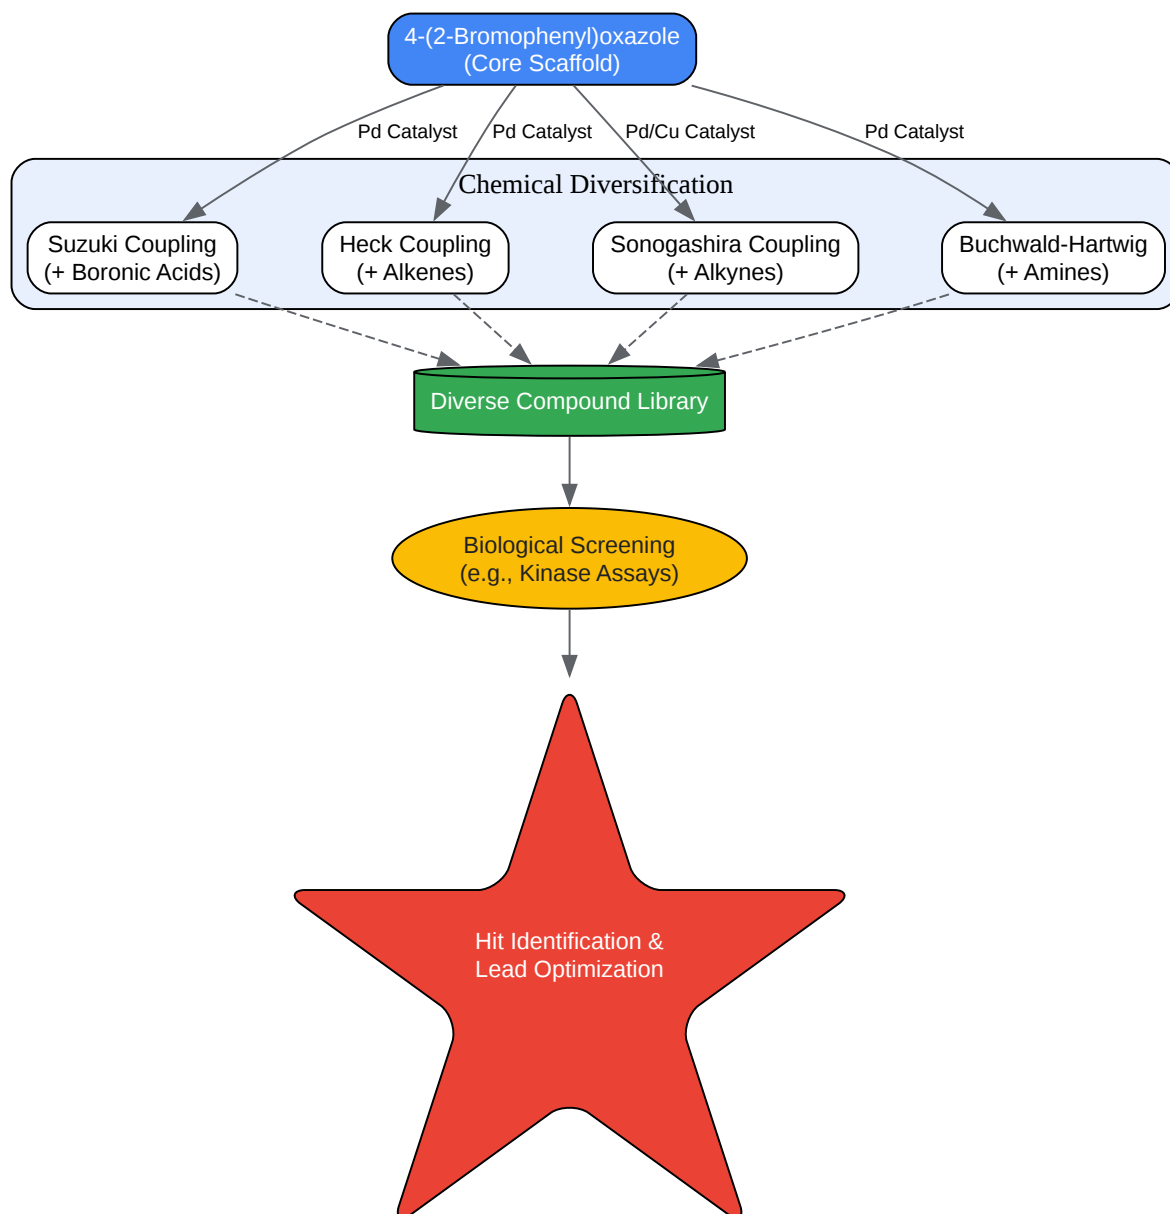 4-(2-Bromophenyl)oxazole
(Core Scaffold)
Pd Catalyst
Pd Catalyst
Pd/Cu Catalyst
Pd Catalyst
Chemical Diversification
Suzuki Coupling
(+ Boronic Acids)
Heck Coupling
(+ Alkenes)
Sonogashira Coupling
(+ Alkynes)
Buchwald-Hartwig
(+ Amines)
Diverse Compound Library
Biological Screening
(e.g., Kinase Assays)
Hit Identification &
Lead Optimization